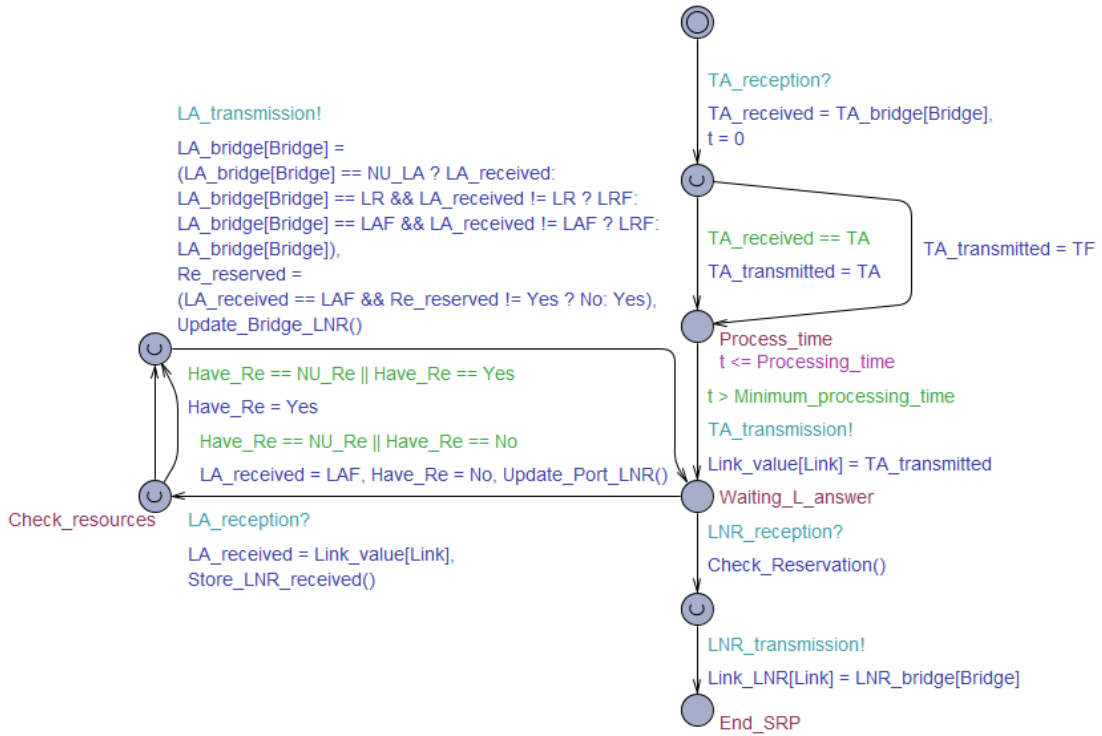 TA_reception?
TA_received = TA_bridge[Bridge],
t = 0
LA_transmission!
LA_bridge[Bridge] =
(LA_bridge[Bridge] == NU_LA ? LA_received:
LA_bridge[Bridge] == LR && LA_received != LR ? LRF:
LA_bridge[Bridge] == LAF && LA_received != LAF ? LRF:
LA_bridge[Bridge]),
Re_reserved =
(LA_received == LAF && Re_reserved != Yes ? No: Yes),
Update_Bridge_LNR()
TA_received == TA
TA_transmitted = TA
TA_transmitted = TF
Process_time
t <= Processing_time
t > Minimum_processing_time
TA_transmission!
Link_value[Link] = TA_transmitted
Have_Re == NU_Re || Have_Re == Yes
Have_Re = Yes
Have_Re == NU_Re || Have_Re == No
LA_received = LAF, Have_Re = No, Update_Port_LNR()
Waiting_L_answer
Check_resources
LA_reception?
LA_received = Link_value[Link],
Store_LNR_received()
LNR_reception?
Check_Reservation()
LNR_transmission!
Link_LNR[Link] = LNR_bridge[Bridge]
End_SRP